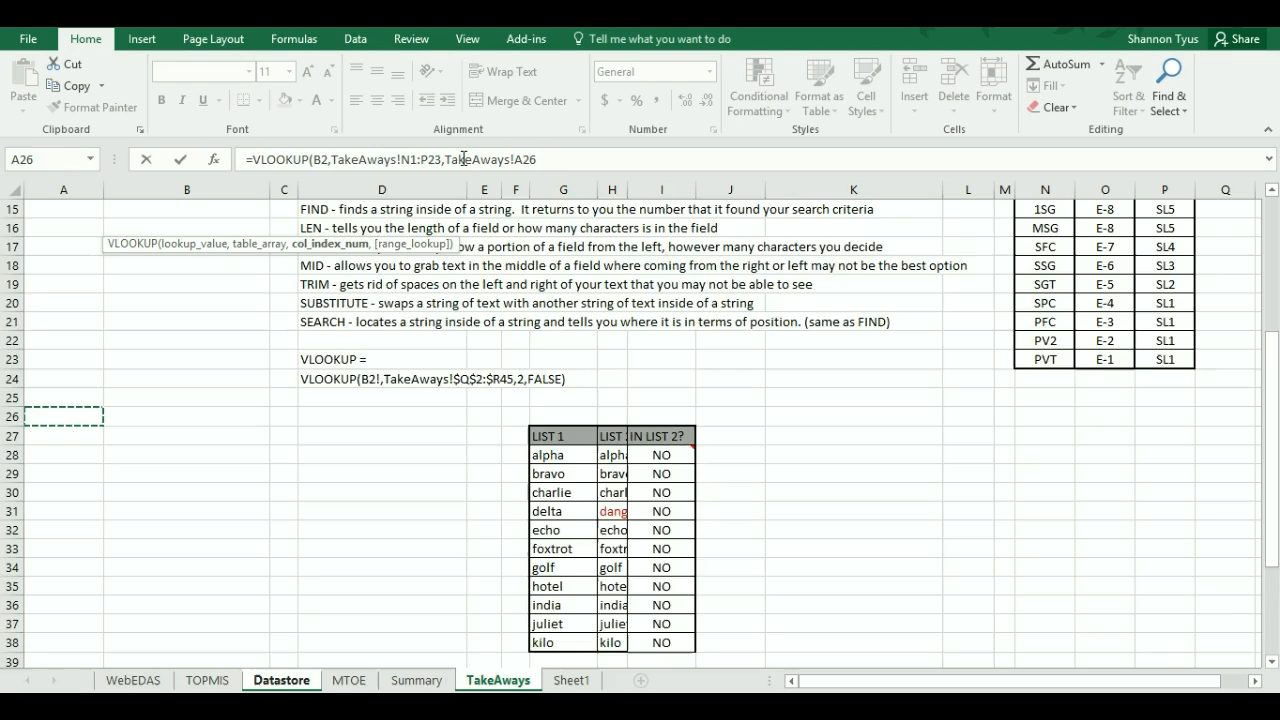 File Home Insert Page Layout Formulas Data Review View Add-ins Tell me what you want to do Shannon Tyus Share
Paste Cut Copy Format Painter
11 Wrap Text Merge & Center General
Conditional Formatting Format as Table Cell Styles Insert Delete Format AutoSum Fill Clear Sort & Filter Find & Select
Clipboard Font Alignment Number Styles Cells Editing
A26 fx =VLOOKUP(B2,TakeAways!N1:P23,TakeAways!A26
A B C D E F G H I J K L M N O P Q
15 FIND - finds a string inside of a string. It returns to you the number that it found your search criteria 1SG E-8 SL5
16 LEN - tells you the length of a field or how many characters is in the field MSG E-8 SL5
VLOOKUP(lookup_value, table_array, col_index_num, [range_lookup])
17 ow a portion of a field from the left, however many characters you decide SFC E-7 SL4
18 MID - allows you to grab text in the middle of a field where coming from the right or left may not be the best option SSG E-6 SL3
19 TRIM - gets rid of spaces on the left and right of your text that you may not be able to see SGT E-5 SL2
20 SUBSTITUTE - swaps a string of text with another string of text inside of a string SPC E-4 SL1
21 SEARCH - locates a string inside of a string and tells you where it is in terms of position. (same as FIND) PFC E-3 SL1
22 PV2 E-2 SL1
23 VLOOKUP = PVT E-1 SL1
24 VLOOKUP(B2!,TakeAways!$Q$2:$R45,2,FALSE)
25
26
27 LIST 1 LIST IN LIST 2?
28 alpha alpha NO
29 bravo brav NO
30 charlie charl NO
31 delta dang NO
32 echo echo NO
33 foxtrot foxtr NO
34 golf golf NO
35 hotel hote NO
36 india india NO
37 juliet julie NO
38 kilo kilo NO
39
WebEDAS TOPMIS Datastore MTOE Summary TakeAways Sheet1